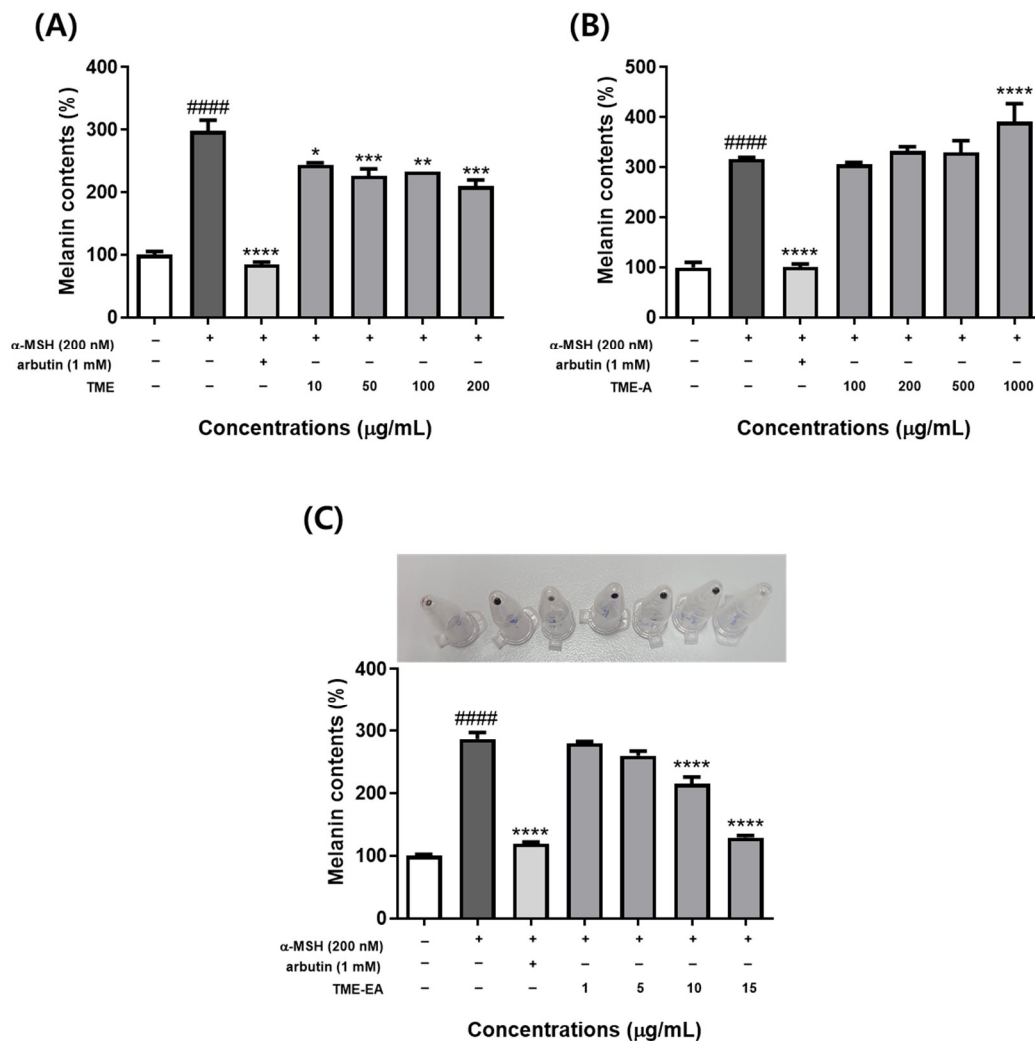 (A)
Melanin contents (%)
400
300
200
100
0
####
****
*
***
**
***
α-MSH (200 nM) – + + + + + +
arbutin (1 mM) – – + – – – –
TME – – – 10 50 100 200
Concentrations (μg/mL)
(B)
Melanin contents (%)
500
400
300
200
100
0
####
****
****
α-MSH (200 nM) – + + + + + +
arbutin (1 mM) – – + – – – –
TME-A – – – 100 200 500 1000
Concentrations (μg/mL)
(C)
Melanin contents (%)
400
300
200
100
0
####
****
****
****
α-MSH (200 nM) – + + + + + +
arbutin (1 mM) – – + – – – –
TME-EA – – – 1 5 10 15
Concentrations (μg/mL)